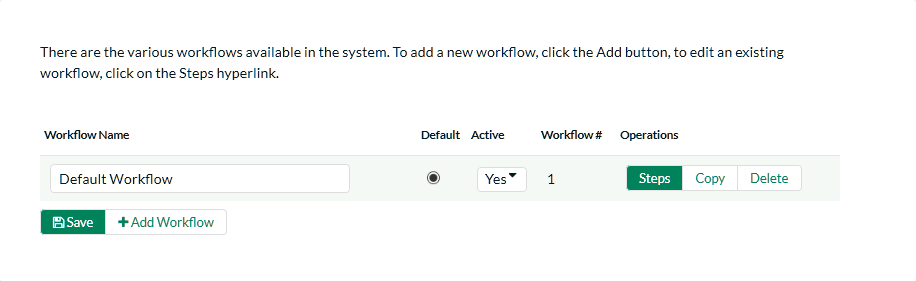 There are the various workflows available in the system. To add a new workflow, click the Add button, to edit an existing
workflow, click on the Steps hyperlink.
Workflow Name Default Active Workflow # Operations
Default Workflow Yes 1 Steps Copy Delete
Save + Add Workflow